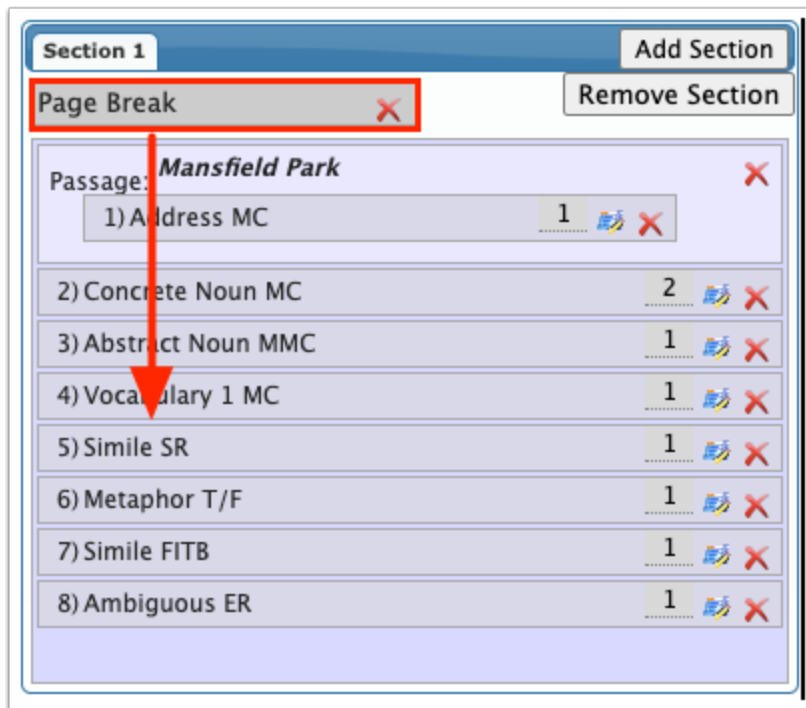 Section 1 Add Section
Page Break Remove Section
Passage: Mansfield Park
1) Address MC 1
2) Concrete Noun MC 2
3) Abstract Noun MMC 1
4) Vocabulary 1 MC 1
5) Simile SR 1
6) Metaphor T/F 1
7) Simile FITB 1
8) Ambiguous ER 1